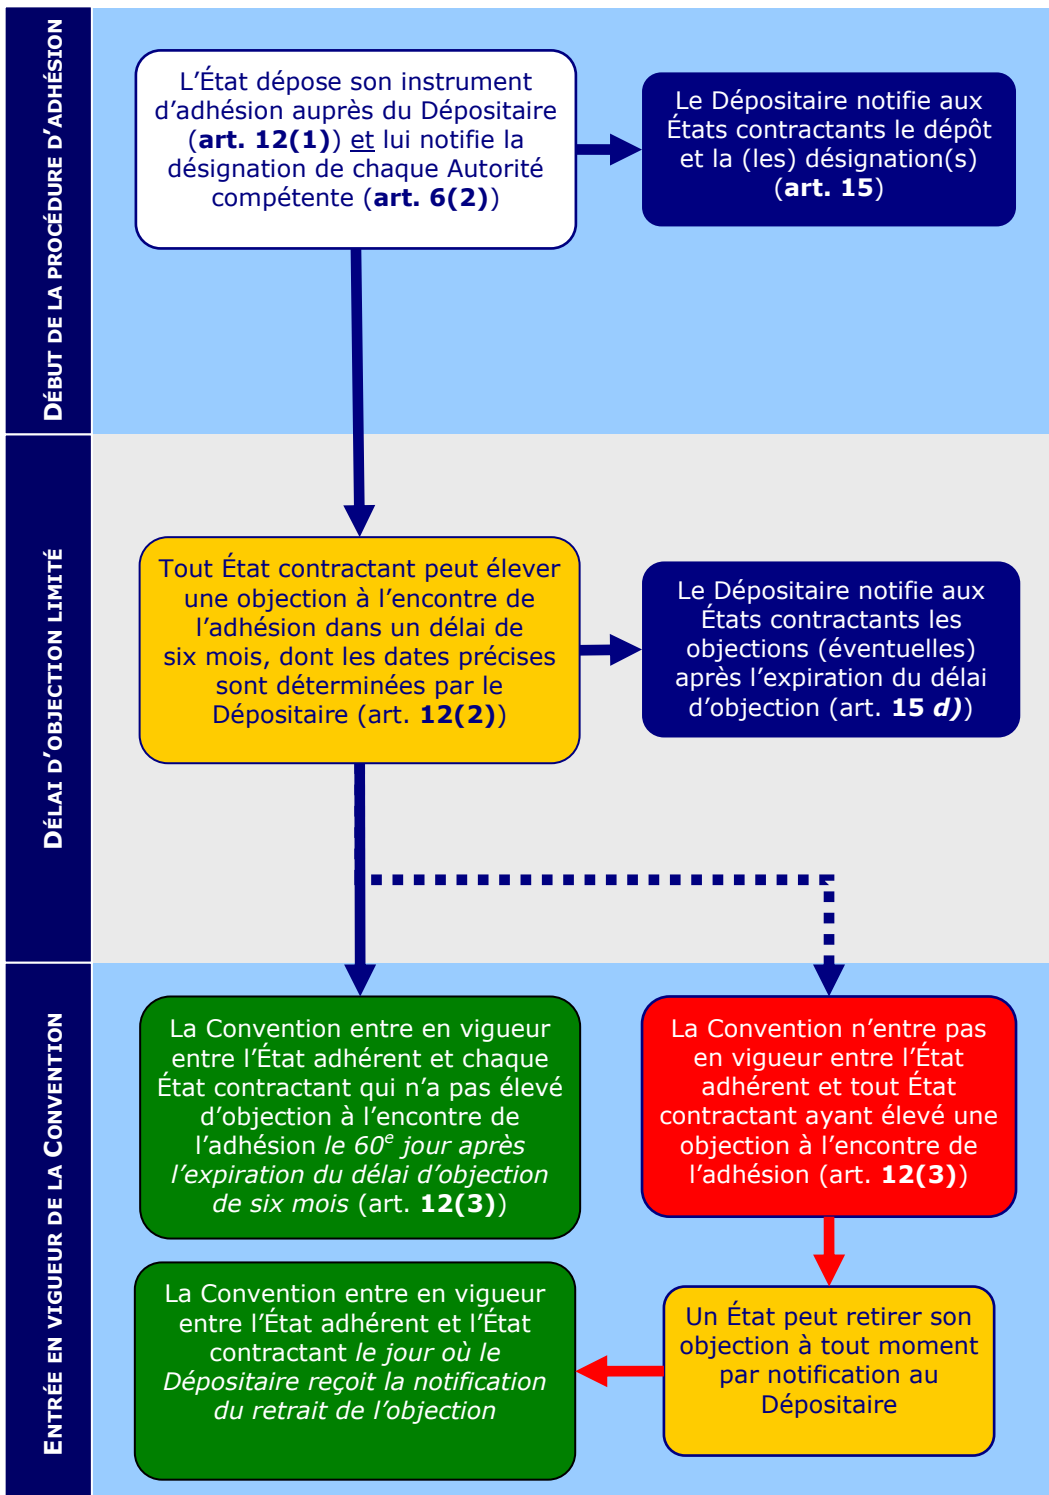 DÉBUT DE LA PROCÉDURE D’ADHÉSION
L’État dépose son instrument
d’adhésion auprès du Dépositaire
(art. 12(1)) et lui notifie la
désignation de chaque Autorité
compétente (art. 6(2))
Le Dépositaire notifie aux
États contractants le dépôt
et la (les) désignation(s)
(art. 15)
DÉLAI D’OBJECTION LIMITÉ
Tout État contractant peut élever
une objection à l’encontre de
l’adhésion dans un délai de
six mois, dont les dates précises
sont déterminées par le
Dépositaire (art. 12(2))
Le Dépositaire notifie aux
États contractants les
objections (éventuelles)
après l’expiration du délai
d’objection (art. 15 d))
ENTRÉE EN VIGUEUR DE LA CONVENTION
La Convention entre en vigueur
entre l’État adhérent et chaque
État contractant qui n’a pas élevé
d’objection à l’encontre de
l’adhésion le 60e jour après
l’expiration du délai d’objection
de six mois (art. 12(3))
La Convention n’entre pas
en vigueur entre l’État
adhérent et tout État
contractant ayant élevé une
objection à l’encontre de
l’adhésion (art. 12(3))
La Convention entre en vigueur
entre l’État adhérent et l’État
contractant le jour où le
Dépositaire reçoit la notification
du retrait de l’objection
Un État peut retirer son
objection à tout moment
par notification au
Dépositaire